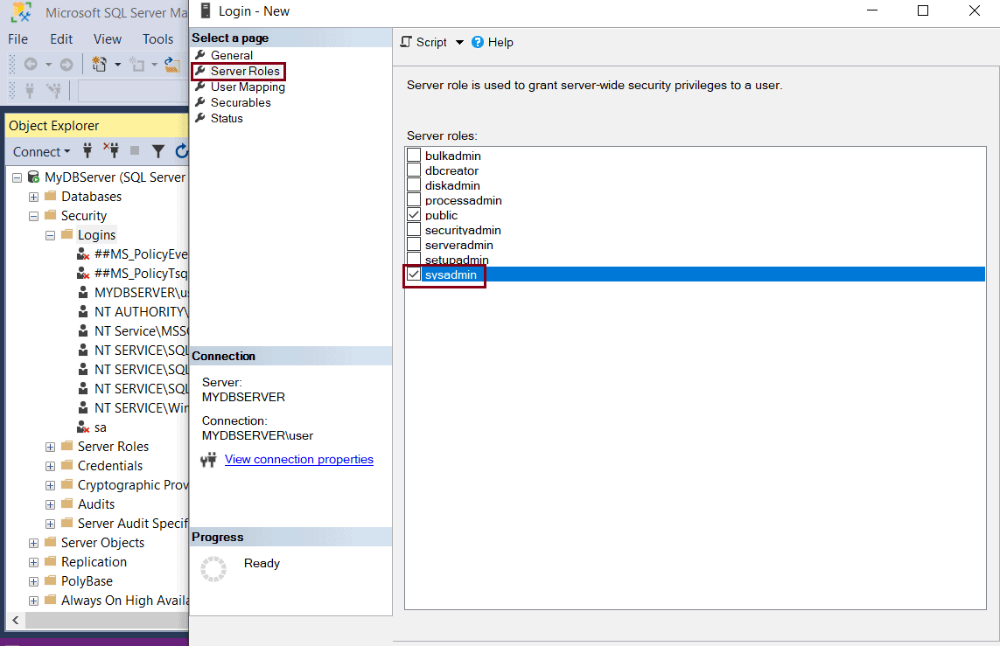 Microsoft SQL Server Ma
File Edit View Tools
Object Explorer
Connect
MyDBServer (SQL Server
Databases
Security
Logins
##MS_PolicyEve
##MS_PolicyTsq
MYDBSERVER\us
NT AUTHORITY\
NT Service\MSSC
NT SERVICE\SQL
NT SERVICE\SQL
NT SERVICE\SQL
NT SERVICE\Win
sa
Server Roles
Credentials
Cryptographic Prov
Audits
Server Audit Specif
Server Objects
Replication
PolyBase
Always On High Availa
Login - New
Select a page
General
Server Roles
User Mapping
Securables
Status
Connection
Server:
MYDBSERVER
Connection:
MYDBSERVER\user
View connection properties
Progress
Ready
Script Help
Server role is used to grant server-wide security privileges to a user.
Server roles:
bulkadmin
dbcreator
diskadmin
processadmin
public
securityadmin
serveradmin
setupadmin
sysadmin